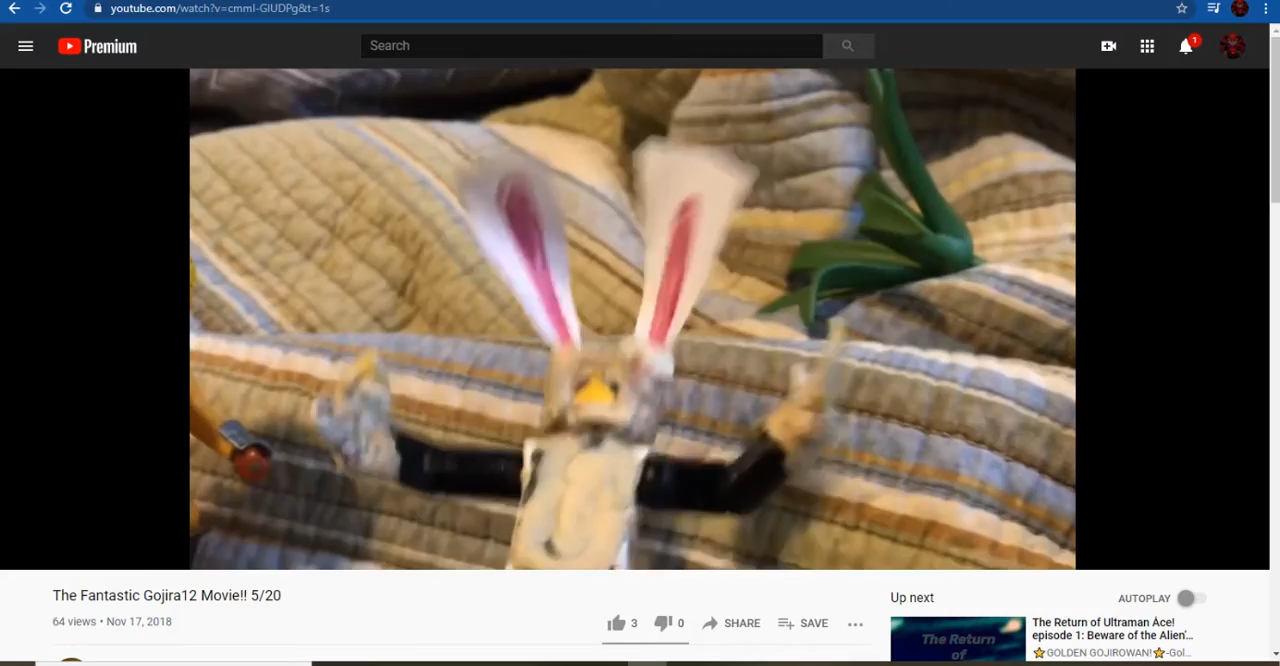 youtube.com/watch?v=cmmI-GIUDPg&t=1s
Premium
Search
1
The Fantastic Gojira12 Movie!! 5/20
64 views • Nov 17, 2018
3
0
SHARE
SAVE
Up next
AUTOPLAY
The Return of
The Return of Ultraman Ace!
episode 1: Beware of the Alien'...
⭐GOLDEN GOJIROWAN!⭐-Gol...